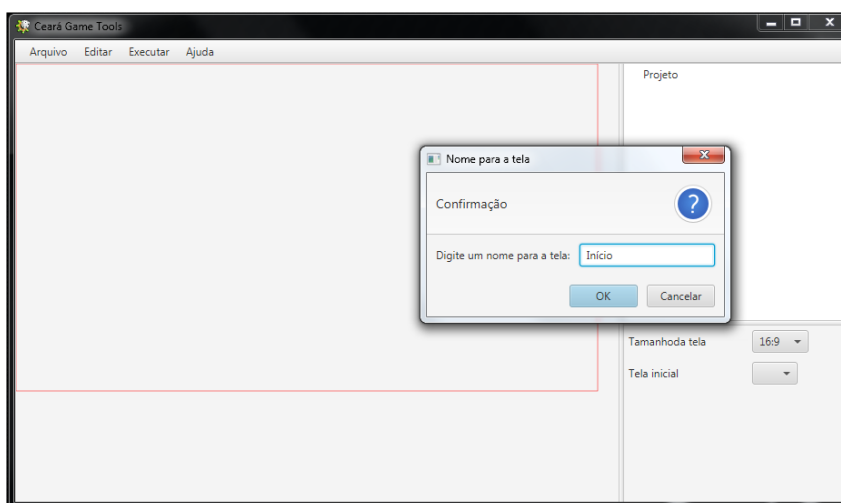 Ceará Game Tools
Arquivo Editar Executar Ajuda
Projeto
Nome para a tela
Confirmação
?
Digite um nome para a tela: Início
OK Cancelar
Tamanhoda tela 16:9
Tela inicial